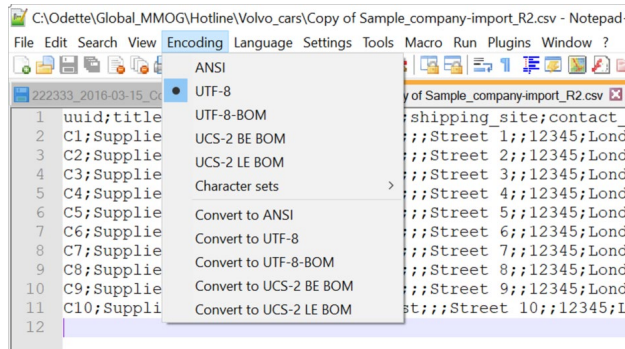 C:\Odette\Global_MMOG\Hotline\Volvo_cars\Copy of Sample_company-import_R2.csv - Notepad
File Edit Search View Encoding Language Settings Tools Macro Run Plugins Window ?
222333_2016-03-15_Co y of Sample_company-import_R2.csv
ANSI
UTF-8
UTF-8-BOM
UCS-2 BE BOM
UCS-2 LE BOM
Character sets
Convert to ANSI
Convert to UTF-8
Convert to UTF-8-BOM
Convert to UCS-2 BE BOM
Convert to UCS-2 LE BOM
1 uuid;title ;shipping_site;contact_
2 C1;Supplie ;;;Street 1;;12345;Lond
3 C2;Supplie ;;;Street 2;;12345;Lond
4 C3;Supplie ;;;Street 3;;12345;Lond
5 C4;Supplie ;;;Street 4;;12345;Lond
6 C5;Supplie ;;;Street 5;;12345;Lond
7 C6;Supplie ;;;Street 6;;12345;Lond
8 C7;Supplie ;;;Street 7;;12345;Lond
9 C8;Supplie ;;;Street 8;;12345;Lond
10 C9;Supplie ;;;Street 9;;12345;Lond
11 C10;Suppli st;;;Street 10;;12345;L
12